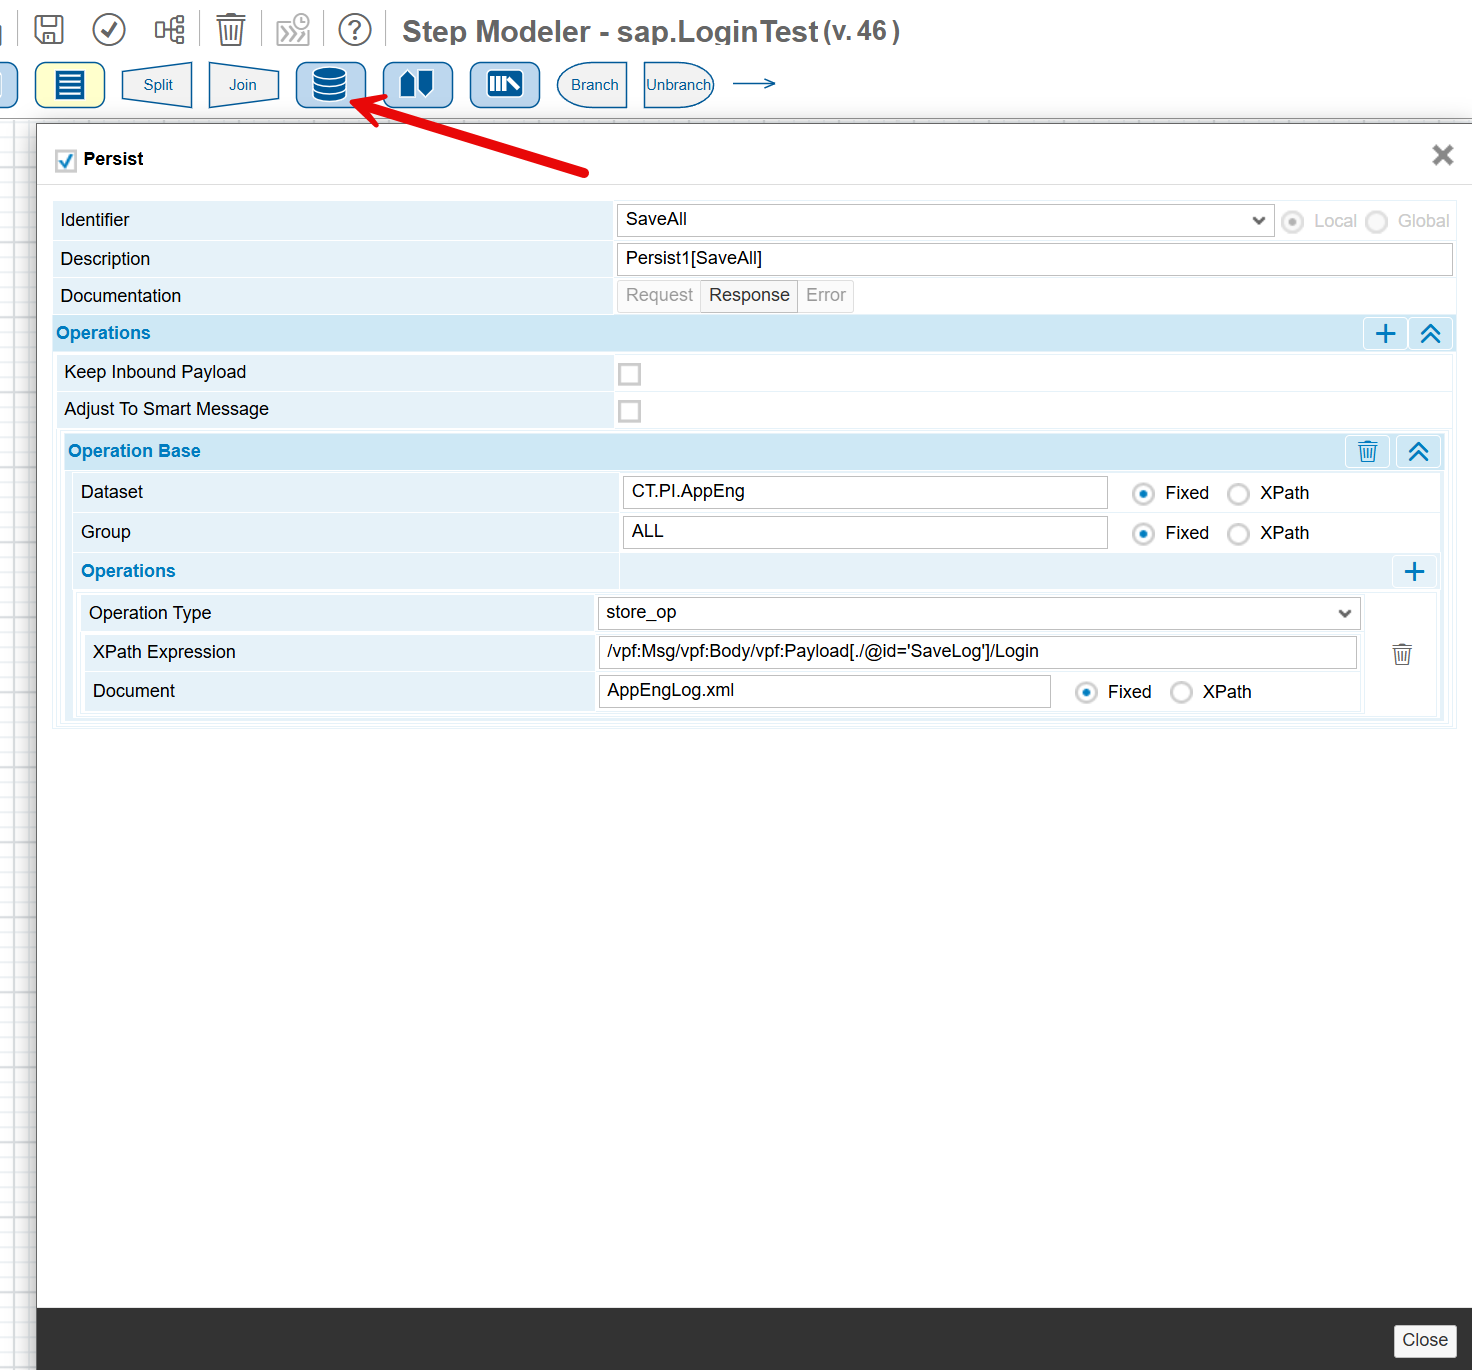 Step Modeler - sap.LoginTest (v. 46 )
Split
Join
Branch
Unbranch
Persist
Identifier
SaveAll
Local
Global
Description
Persist1[SaveAll]
Documentation
Request
Response
Error
Operations
Keep Inbound Payload
Adjust To Smart Message
Operation Base
Dataset
CT.PI.AppEng
Fixed
XPath
Group
ALL
Fixed
XPath
Operations
Operation Type
store_op
XPath Expression
/vpf:Msg/vpf:Body/vpf:Payload[./@id='SaveLog']/Login
Document
AppEngLog.xml
Fixed
XPath
Close